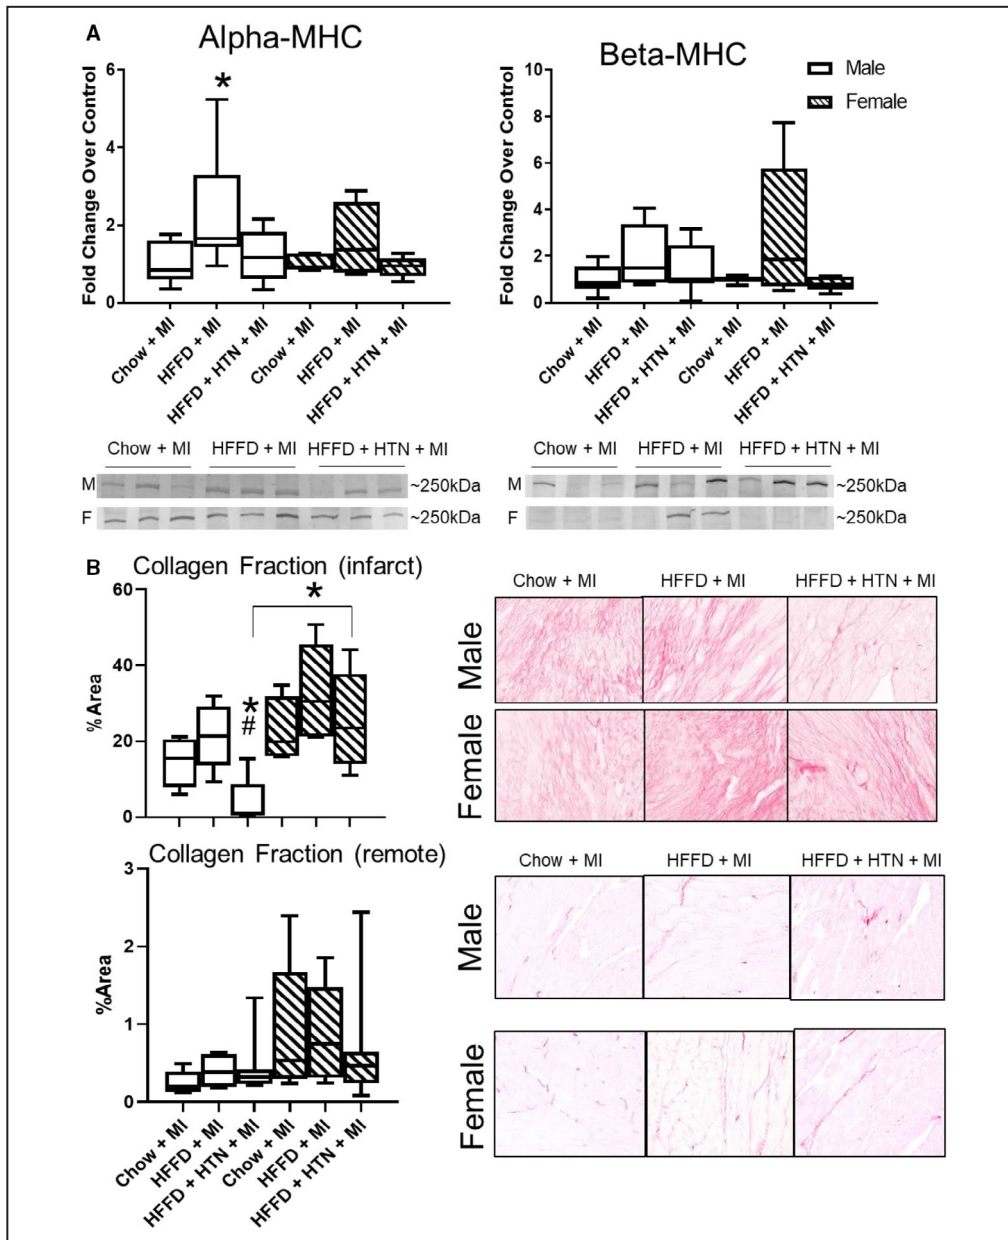 A
Alpha-MHC
Fold Change Over Control
6
4
2
0
*
Chow + MI
HFFD + MI
HFFD + HTN + MI
Chow + MI
HFFD + MI
HFFD + HTN + MI
Beta-MHC
Fold Change Over Control
10
8
6
4
2
0
Male
Female
Chow + MI
HFFD + MI
HFFD + HTN + MI
Chow + MI
HFFD + MI
HFFD + HTN + MI
Chow + MI HFFD + MI HFFD + HTN + MI
M ~250kDa
F ~250kDa
Chow + MI HFFD + MI HFFD + HTN + MI
M ~250kDa
F ~250kDa
B
Collagen Fraction (infarct)
% Area
60
40
20
0
*
*
#
Chow + MI HFFD + MI HFFD + HTN + MI
Male
Female
Collagen Fraction (remote)
%Area
3
2
1
0
Chow + MI
HFFD + MI
HFFD + HTN + MI
Chow + MI
HFFD + MI
HFFD + HTN + MI
Chow + MI HFFD + MI HFFD + HTN + MI
Male
Female